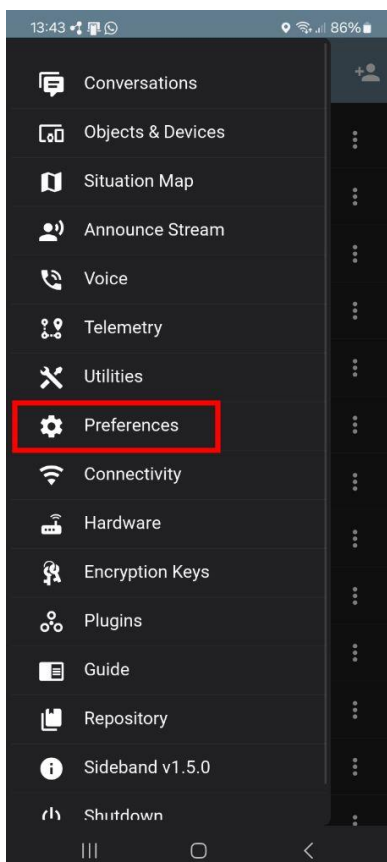 13:43 86%
Conversations
Objects & Devices
Situation Map
Announce Stream
Voice
Telemetry
Utilities
Preferences
Connectivity
Hardware
Encryption Keys
Plugins
Guide
Repository
Sideband v1.5.0
Shutdown